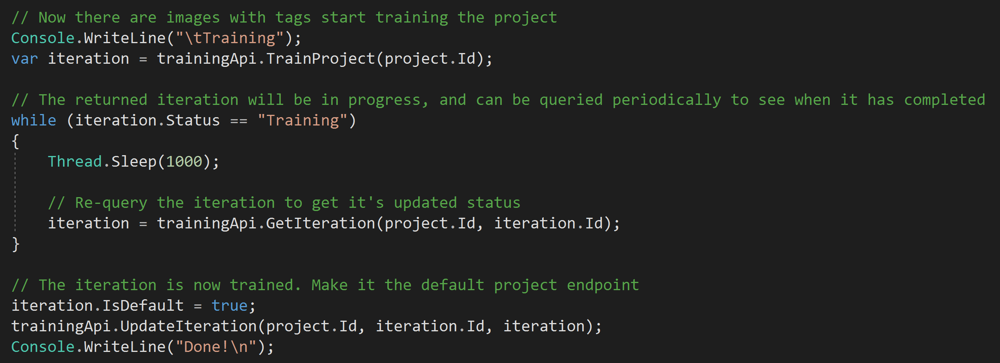 // Now there are images with tags start training the project
Console.WriteLine("\tTraining");
var iteration = trainingApi.TrainProject(project.Id);
// The returned iteration will be in progress, and can be queried periodically to see when it has completed
while (iteration.Status == "Training")
{
Thread.Sleep(1000);
// Re-query the iteration to get it's updated status
iteration = trainingApi.GetIteration(project.Id, iteration.Id);
}
// The iteration is now trained. Make it the default project endpoint
iteration.IsDefault = true;
trainingApi.UpdateIteration(project.Id, iteration.Id, iteration);
Console.WriteLine("Done!\n");